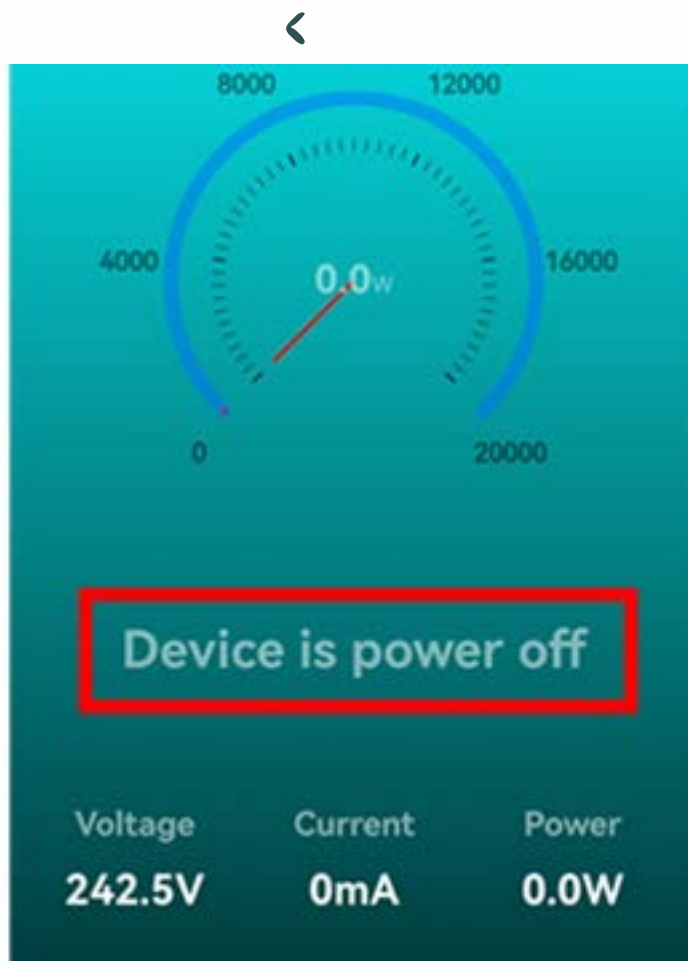 8000 12000
4000 16000
0.0w
0 20000
Device is power off
Voltage Current Power
242.5V 0mA 0.0W